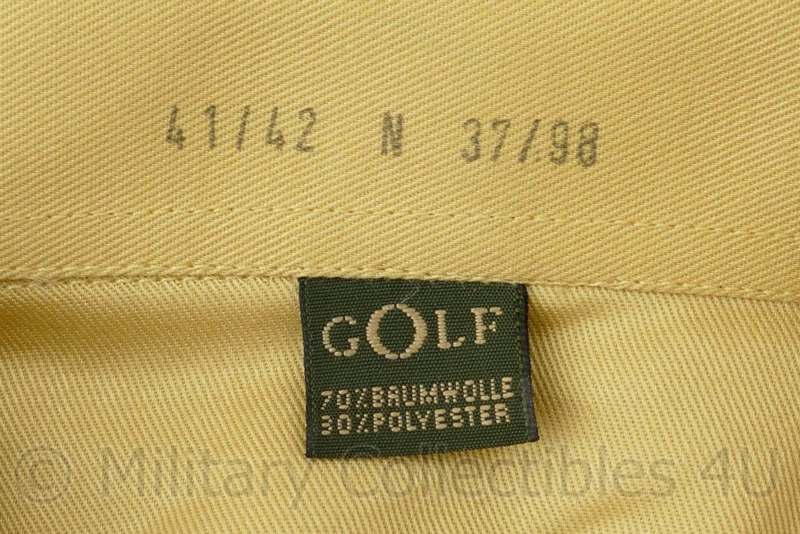 41/42 N 37/98
GOLF
70%BAUMWOLLE
30%POLYESTER
© Military Collectibles 4U